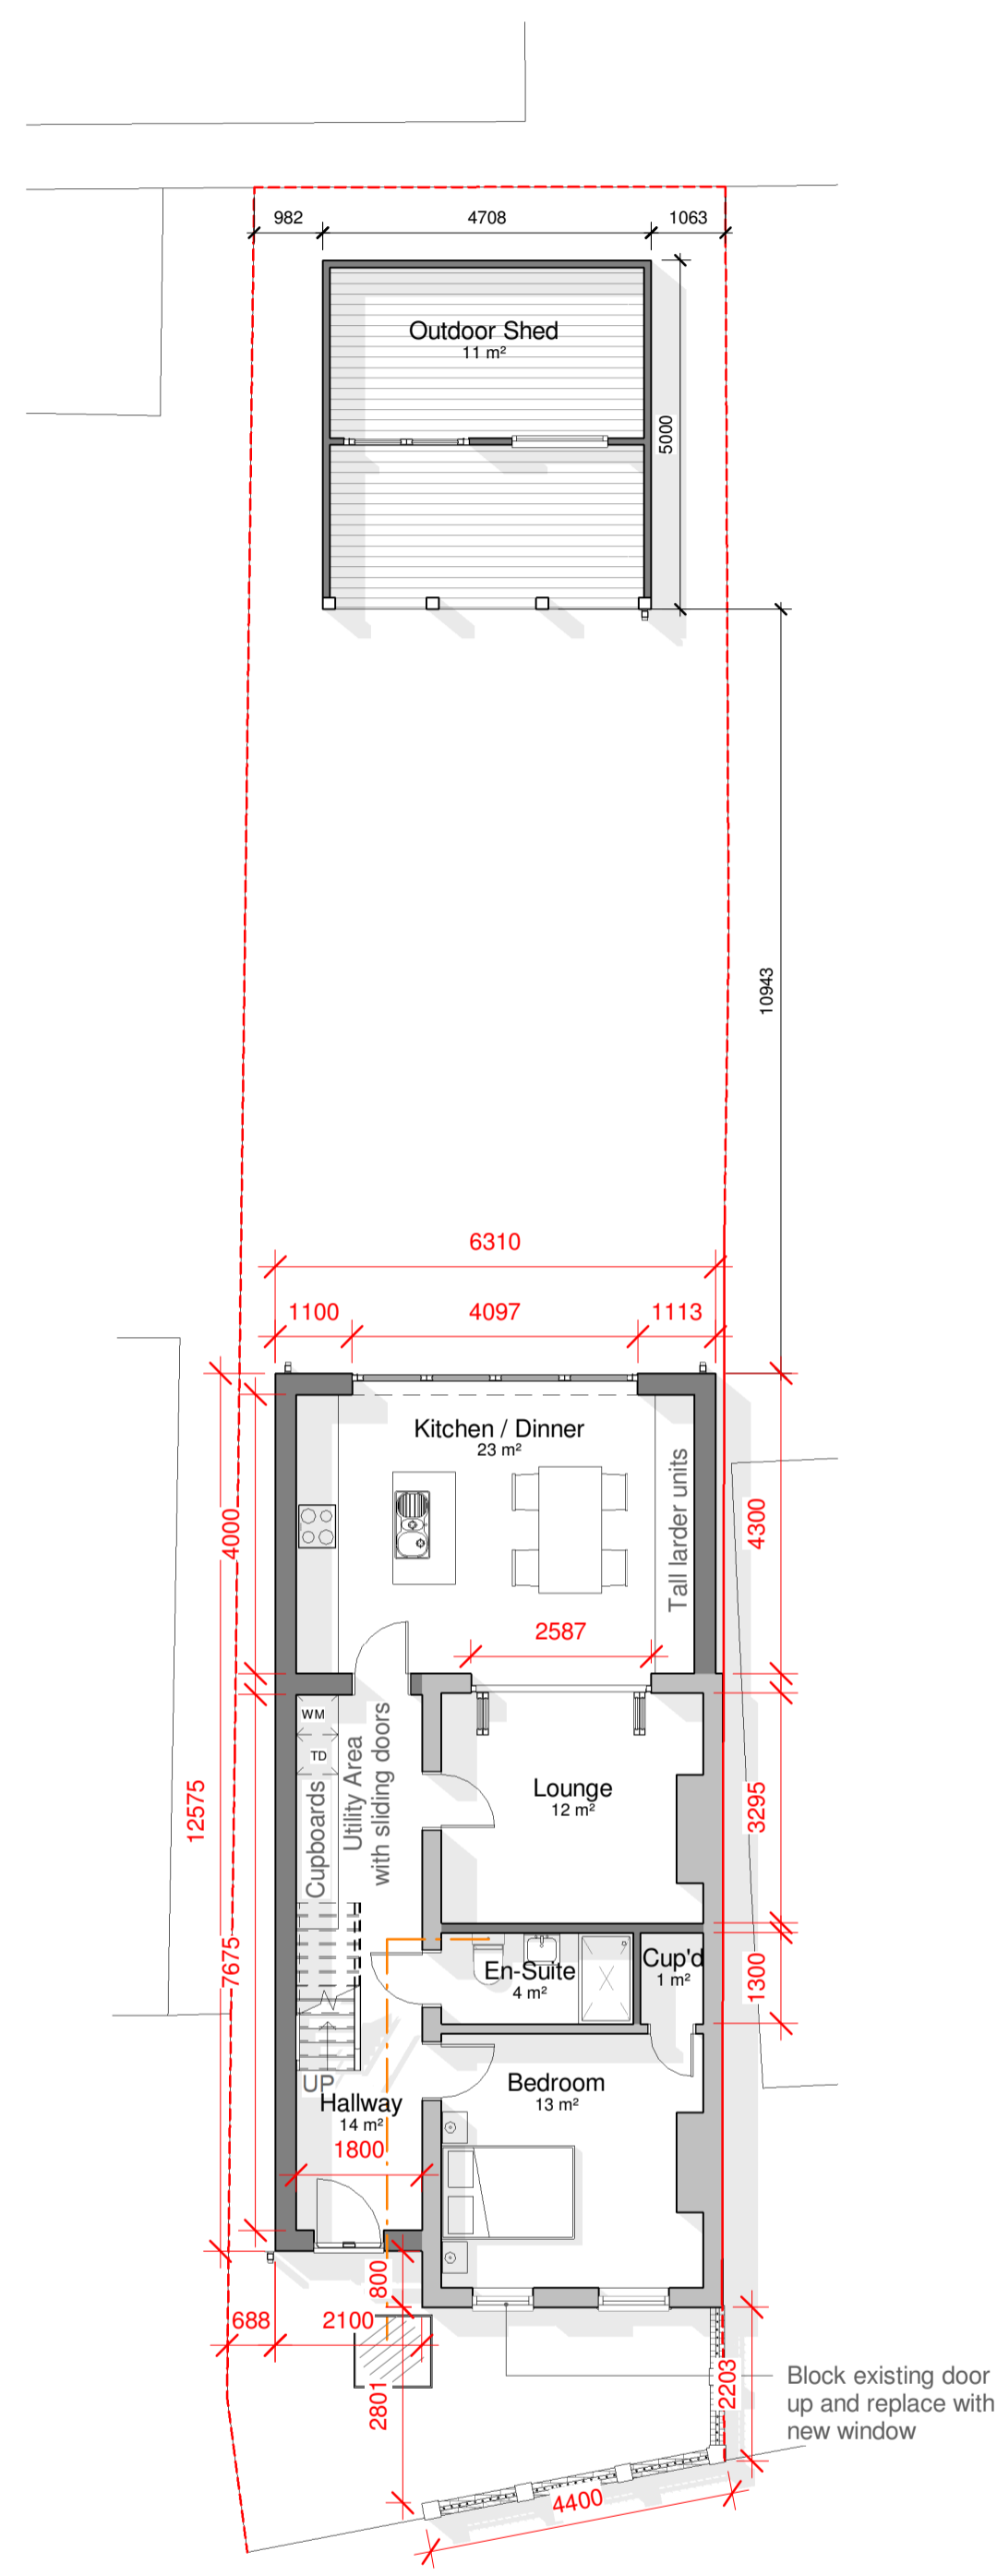 982
4708
1063
Outdoor Shed
11 m²
5000
10943
6310
1100
4097
1113
Kitchen / Dinner
23 m²
Tall larder units
4000
4300
2587
WM
TD
Cupboards
Utility Area
with sliding doors
Lounge
12 m²
12575
3295
7675
En-Suite
4 m²
Cup'd
1 m²
1300
UP
Hallway
14 m²
1800
Bedroom
13 m²
800
688
2100
2801
2203
Block existing door
up and replace with
new window
4400